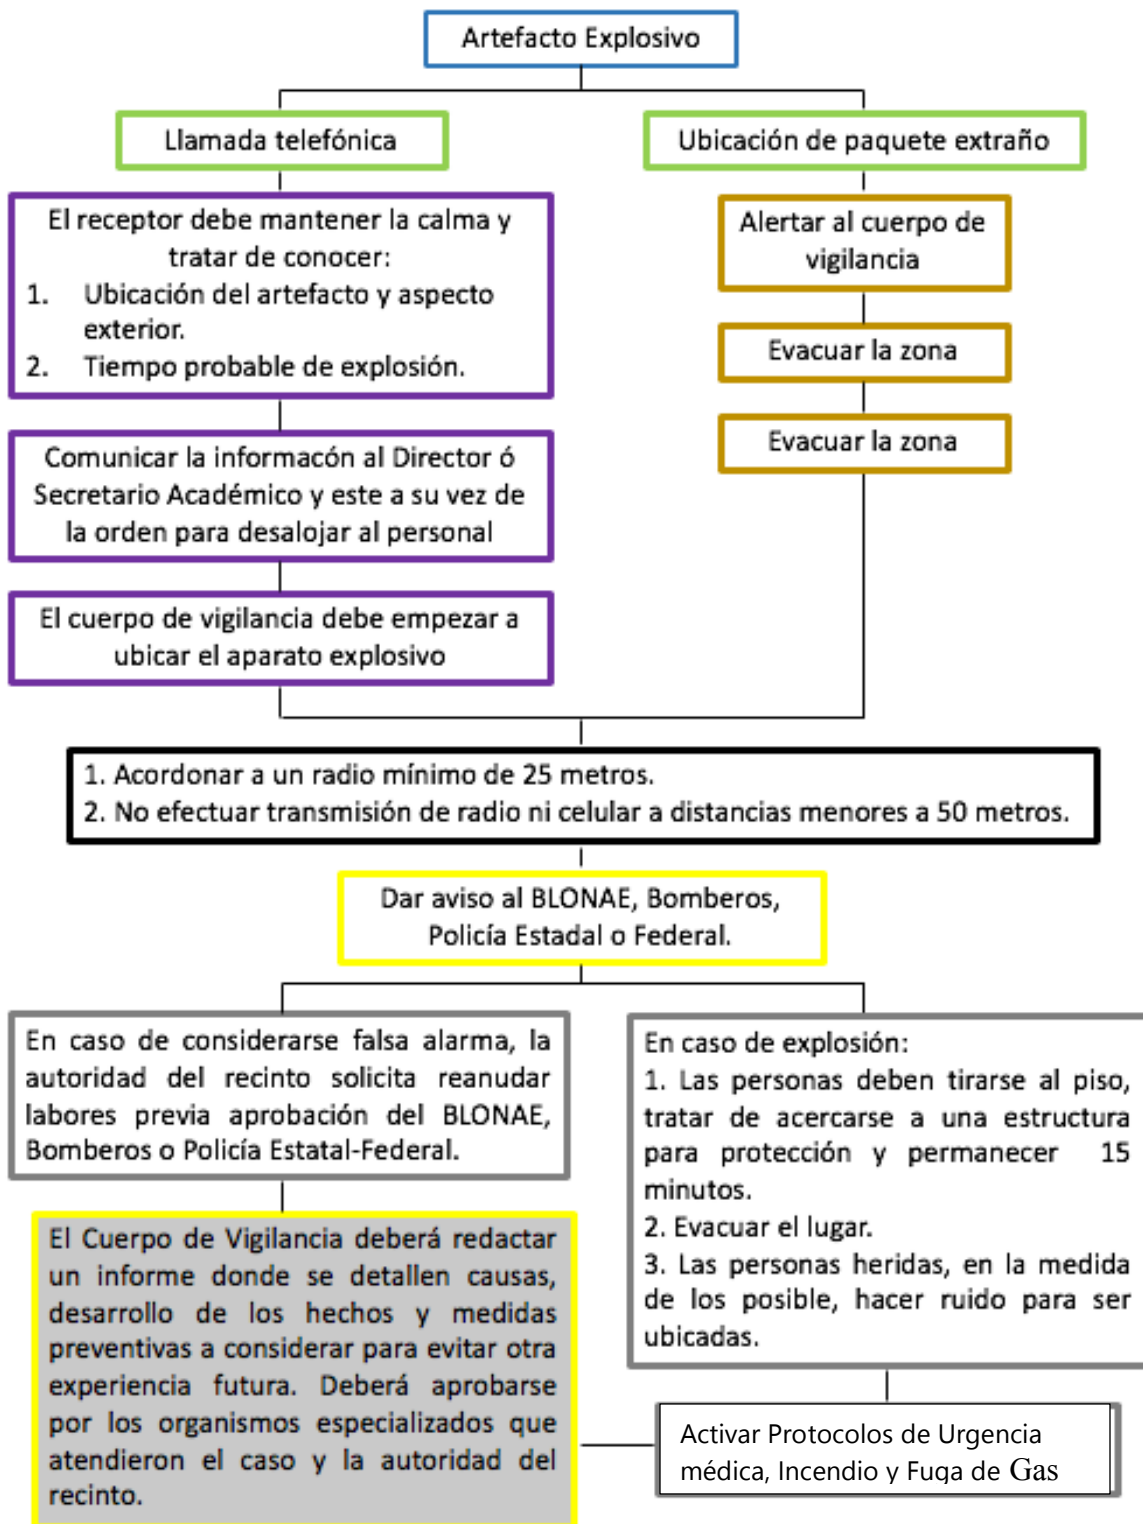 Artefacto Explosivo
Llamada telefónica
Ubicación de paquete extraño
El receptor debe mantener la calma y
tratar de conocer:
1. Ubicación del artefacto y aspecto
exterior.
2. Tiempo probable de explosión.
Comunicar la informacón al Director ó
Secretario Académico y este a su vez de
la orden para desalojar al personal
El cuerpo de vigilancia debe empezar a
ubicar el aparato explosivo
Alertar al cuerpo de
vigilancia
Evacuar la zona
Evacuar la zona
1. Acordonar a un radio mínimo de 25 metros.
2. No efectuar transmisión de radio ni celular a distancias menores a 50 metros.
Dar aviso al BLONAE, Bomberos,
Policía Estadal o Federal.
En caso de considerarse falsa alarma, la
autoridad del recinto solicita reanudar
labores previa aprobación del BLONAE,
Bomberos o Policía Estatal-Federal.
El Cuerpo de Vigilancia deberá redactar
un informe donde se detallen causas,
desarrollo de los hechos y medidas
preventivas a considerar para evitar otra
experiencia futura. Deberá aprobarse
por los organismos especializados que
atendieron el caso y la autoridad del
recinto.
En caso de explosión:
1. Las personas deben tirarse al piso,
tratar de acercarse a una estructura
para protección y permanecer 15
minutos.
2. Evacuar el lugar.
3. Las personas heridas, en la medida
de los posible, hacer ruido para ser
ubicadas.
Activar Protocolos de Urgencia
médica, Incendio y Fuga de Gas